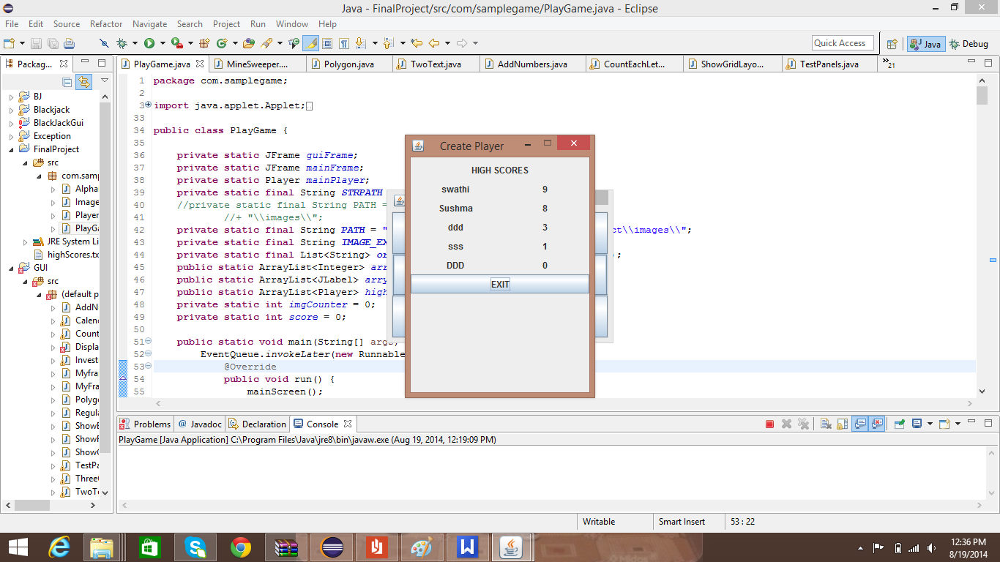 Java - FinalProject/src/com/samplegame/PlayGame.java - Eclipse
File Edit Source Refactor Navigate Search Project Run Window Help
Quick Access Java Debug
Packag...
BJ
Blackjack
BlackJackGui
Exception
FinalProject
src
com.samp
Alpha
Image
Player
PlayGa
JRE System Li
highScores.tx
GUI
src
(default p
AddN
Calen
Count
Displa
Invest
Myfra
MyFra
Polyg
Regula
ShowB
ShowF
ShowG
TestPa
Three
TwoTe
PlayGame.java MineSweeper.... Polygon.java TwoText.java AddNumbers.java CountEachLet... ShowGridLayo... TestPanels.java »21
1 package com.samplegame;
2
3 import java.applet.Applet;
33
34 public class PlayGame {
35
36 private static JFrame guiFrame;
37 private static JFrame mainFrame;
38 private static Player mainPlayer;
39 private static final String STRPATH
40 //private static final String PATH =
41 //+ "\\images\\";
42 private static final String PATH = " ct\\images\\";
43 private static final String IMAGE_EX
44 private static final List<String> or ;
45 public static ArrayList<Integer> arr
46 public static ArrayList<JLabel> arry
47 public static ArrayList<Player> high
48 private static int imgCounter = 0;
49 private static int score = 0;
50
51 public static void main(String[] args)
52 EventQueue.invokeLater(new Runnable
53 @Override
54 public void run() {
55 mainScreen();
Create Player
HIGH SCORES
swathi 9
Sushma 8
ddd 3
sss 1
DDD 0
EXIT
Problems @ Javadoc Declaration Console
PlayGame [Java Application] C:\Program Files\Java\jre8\bin\javaw.exe (Aug 19, 2014, 12:19:09 PM)
Writable Smart Insert 53 : 22
12:36 PM
8/19/2014